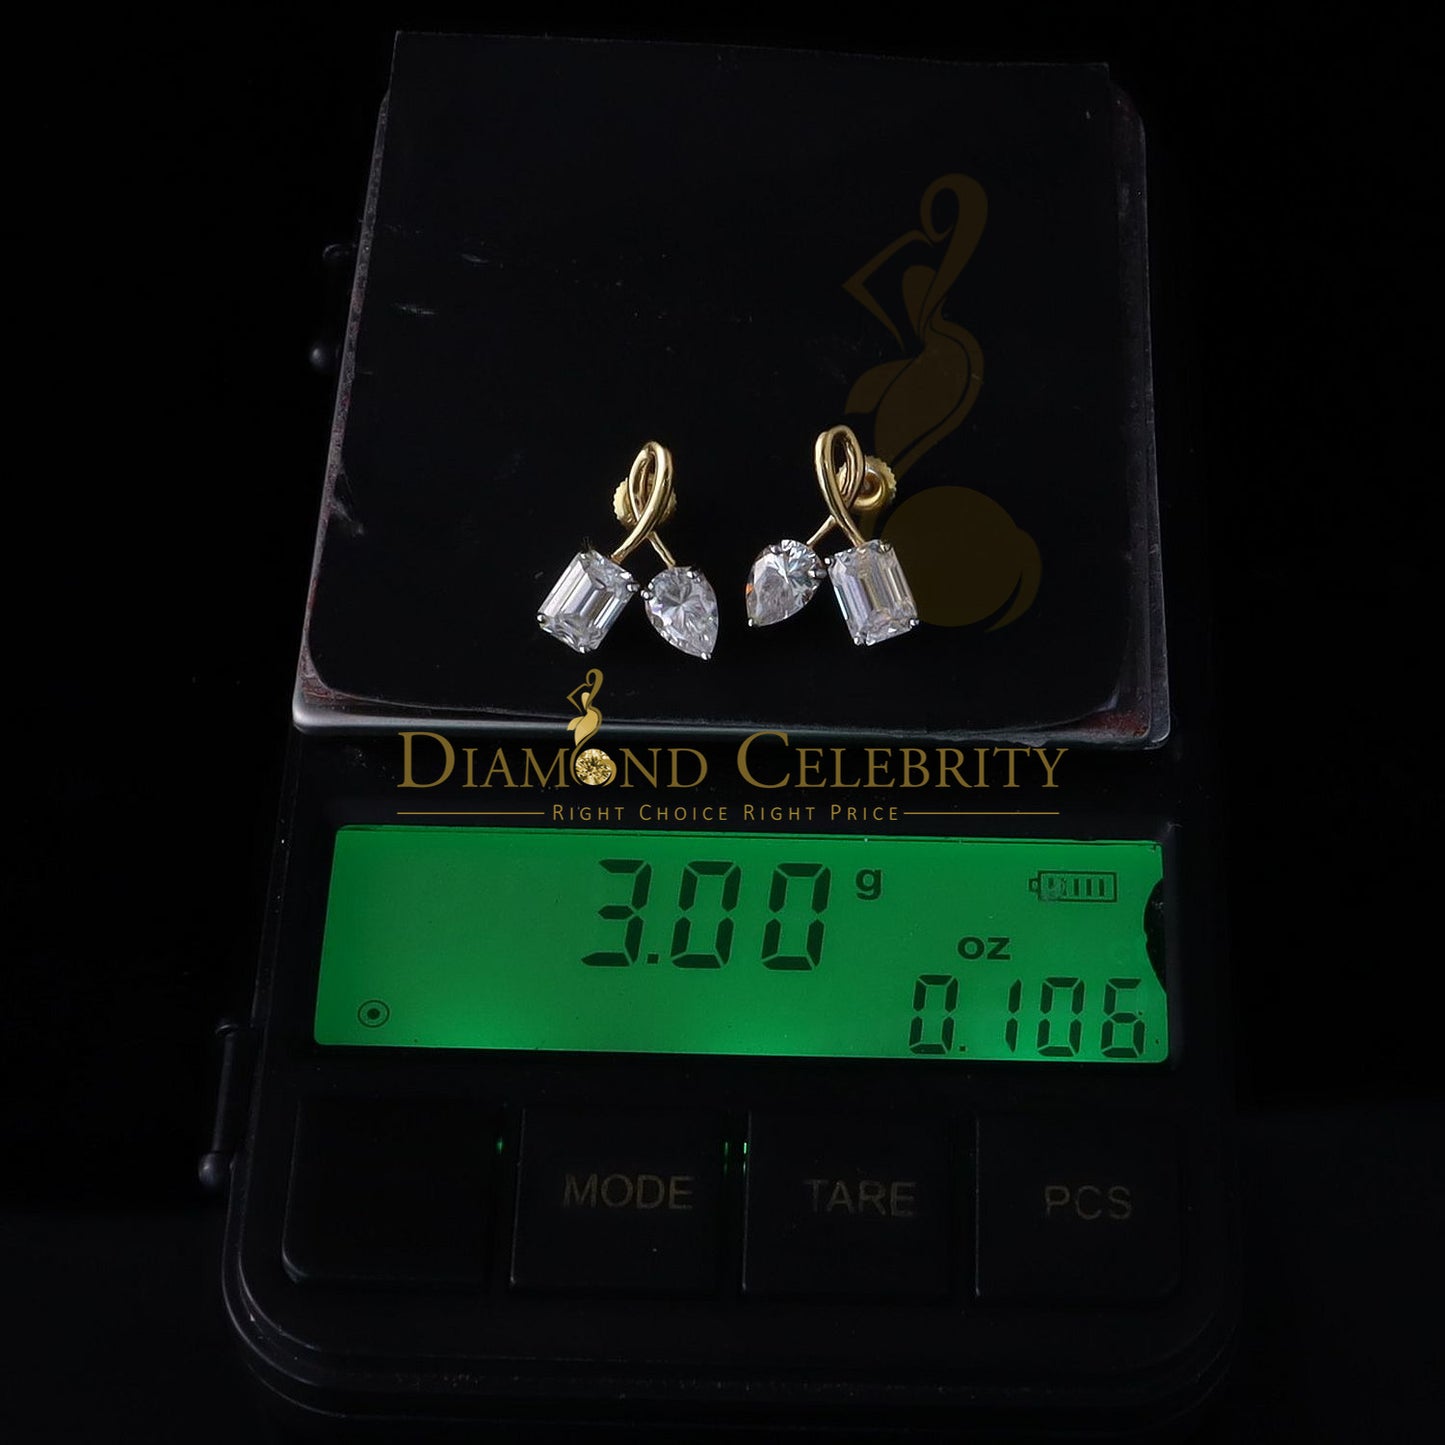 DIAMOND CELEBRITY
RIGHT CHOICE RIGHT PRICE
3.00 g
oz
0.106
MODE TARE PCS